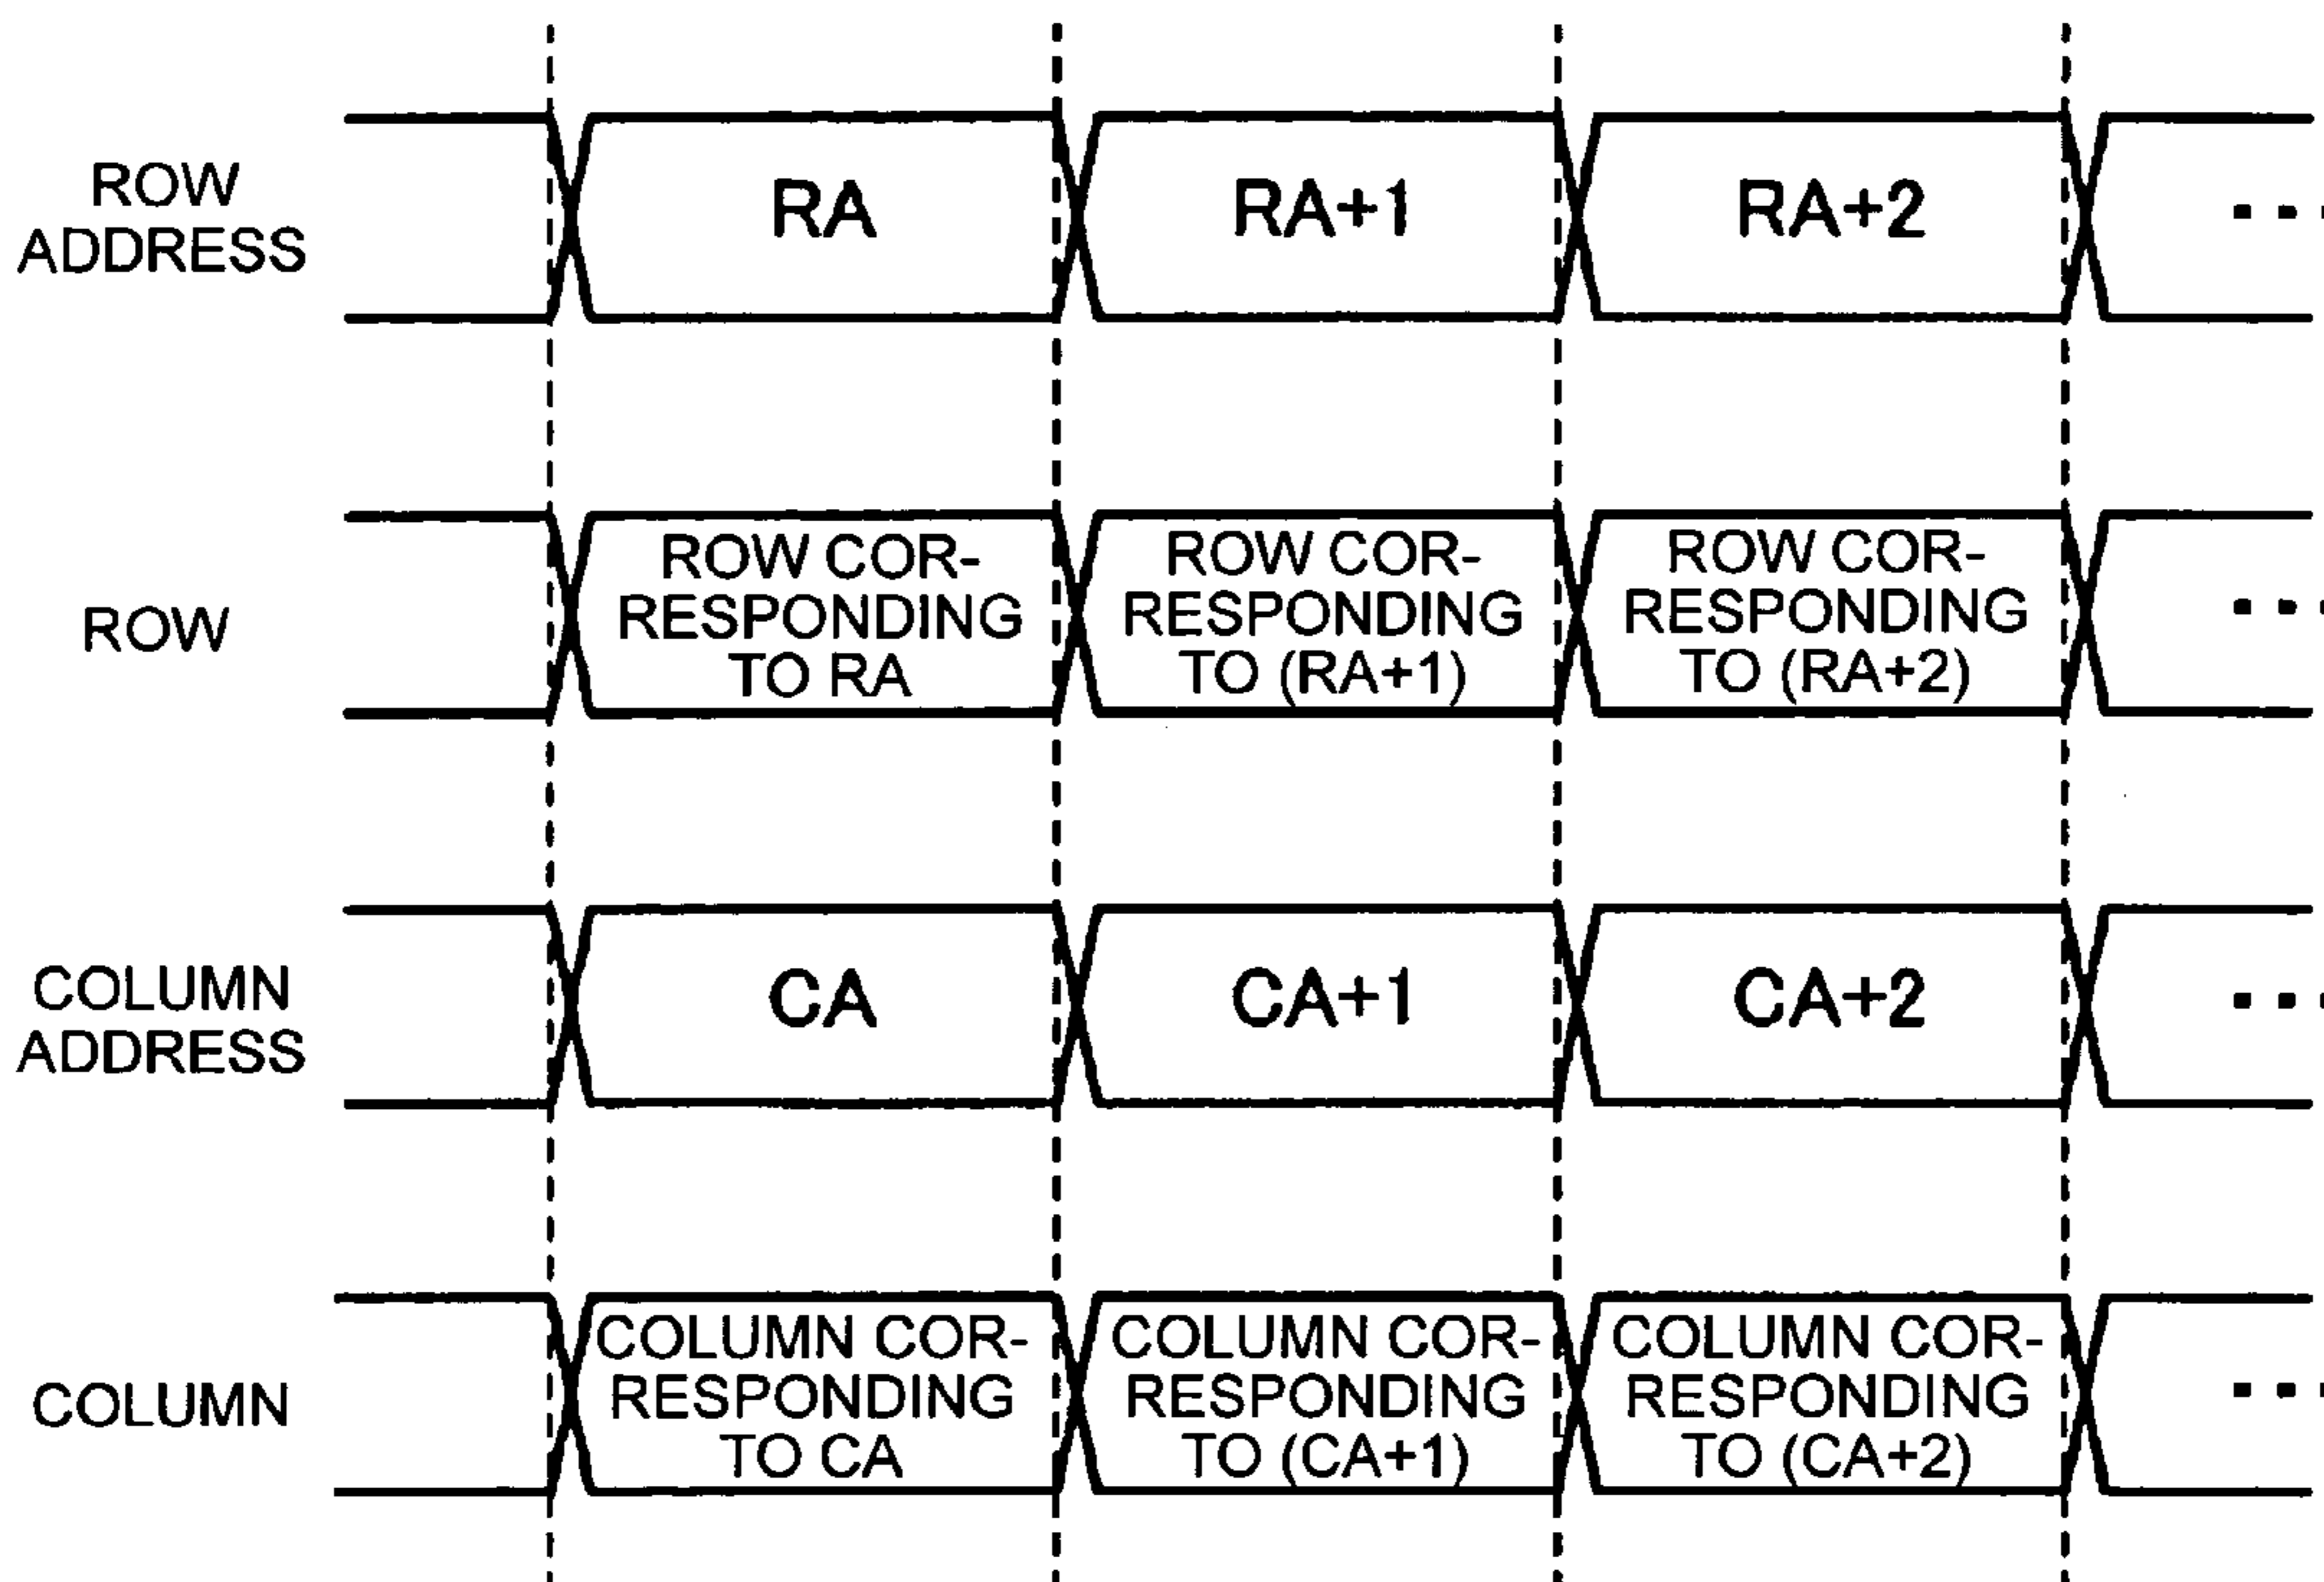 ROW
ADDRESS
RA
RA+1
RA+2
...
ROW
ROW COR-
RESPONDING
TO RA
ROW COR-
RESPONDING
TO (RA+1)
ROW COR-
RESPONDING
TO (RA+2)
...
COLUMN
ADDRESS
CA
CA+1
CA+2
...
COLUMN
COLUMN COR-
RESPONDING
TO CA
COLUMN COR-
RESPONDING
TO (CA+1)
COLUMN COR-
RESPONDING
TO (CA+2)
...